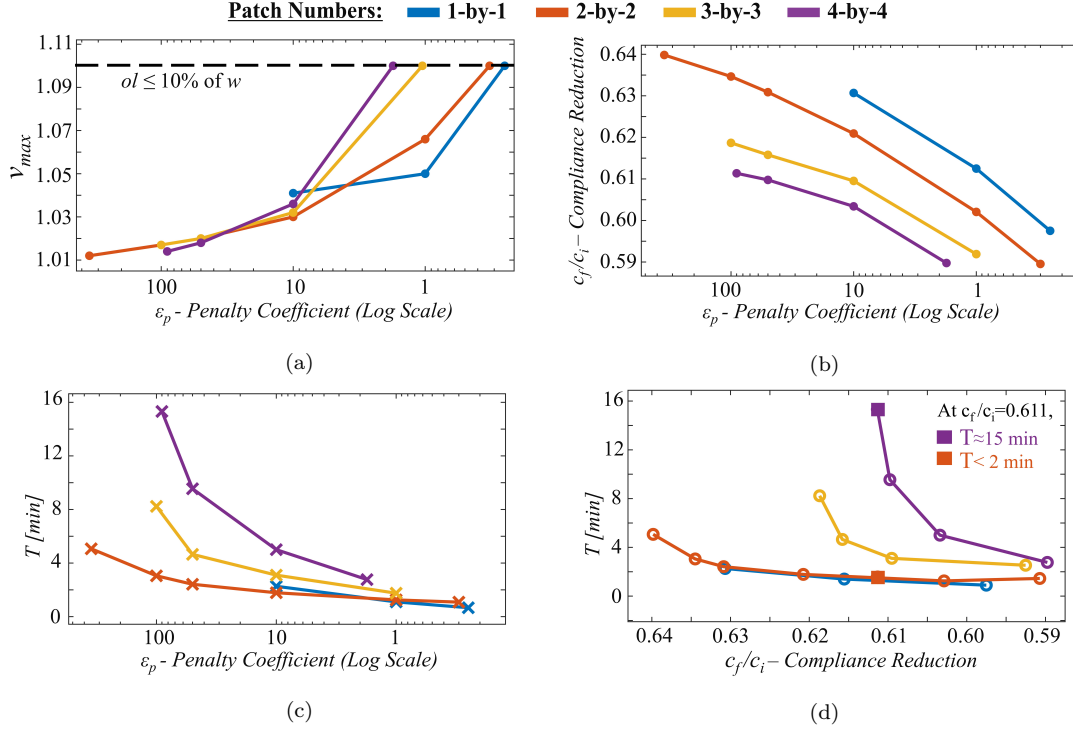 Patch Numbers: 1-by-1 2-by-2 3-by-3 4-by-4
1.11
1.09
1.07
1.05
1.03
1.01
v_max
ol ≤ 10% of w
100 10 1
ε_p - Penalty Coefficient (Log Scale)
(a)
0.64
0.63
0.62
0.61
0.60
0.59
c_f/c_i – Compliance Reduction
100 10 1
ε_p - Penalty Coefficient (Log Scale)
(b)
16
12
8
4
0
T [min]
100 10 1
ε_p - Penalty Coefficient (Log Scale)
(c)
16
12
8
4
0
T [min]
At c_f/c_i=0.611,
T≈15 min
T< 2 min
0.64 0.63 0.62 0.61 0.60 0.59
c_f/c_i – Compliance Reduction
(d)